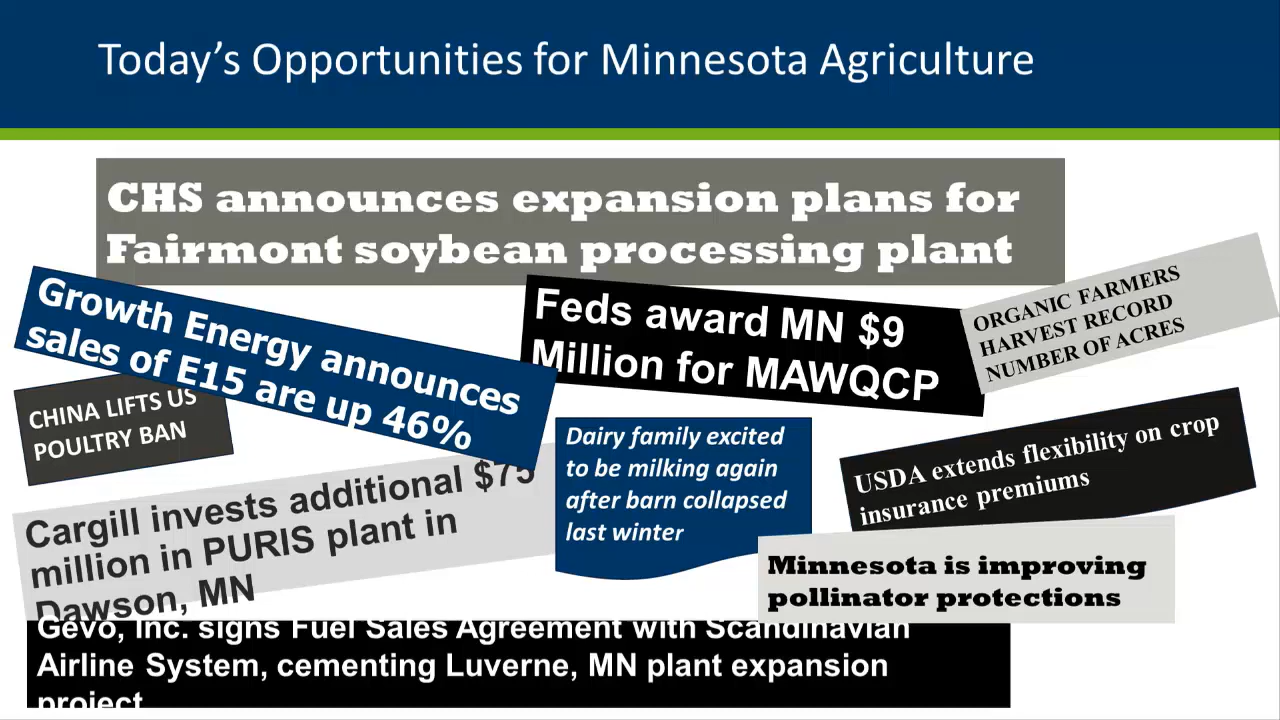 Today's Opportunities for Minnesota Agriculture
CHS announces expansion plans for
Fairmont soybean processing plant
Growth Energy announces
sales of E15 are up 46%
Feds award MN $9
Million for MAWQCP
ORGANIC FARMERS
HARVEST RECORD
NUMBER OF ACRES
CHINA LIFTS US
POULTRY BAN
Dairy family excited
to be milking again
after barn collapsed
last winter
USDA extends flexibility on crop
insurance premiums
Cargill invests additional $75
million in PURIS plant in
Dawson, MN
Minnesota is improving
pollinator protections
Gevo, Inc. signs Fuel Sales Agreement with Scandinavian
Airline System, cementing Luverne, MN plant expansion
project